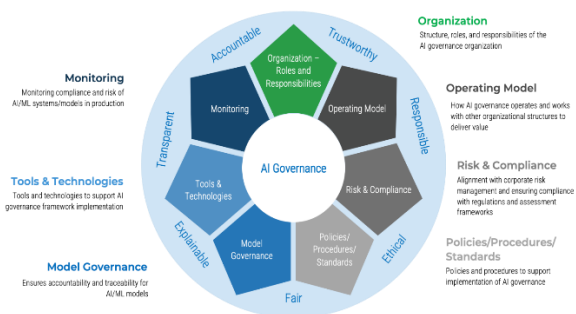 Organization
Structure, roles, and responsibilities of the
AI governance organization
Accountable
Trustworthy
Organization –
Roles and
Responsibilities
Monitoring
Monitoring compliance and risk of
AI/ML systems/models in production
Monitoring
Operating Model
Operating Model
How AI governance operates and works
with other organizational structures to
deliver value
Transparent
Responsible
AI Governance
Tools & Technologies
Tools and technologies to support AI
governance framework implementation
Tools &
Technologies
Risk & Compliance
Risk & Compliance
Alignment with corporate risk
management and ensuring compliance
with regulations and assessment
frameworks
Explainable
Model
Governance
Policies/
Procedures/
Standards
Ethical
Policies/Procedures/
Standards
Policies and procedures to support
implementation of AI governance
Model Governance
Ensures accountability and traceability for
AI/ML models
Fair